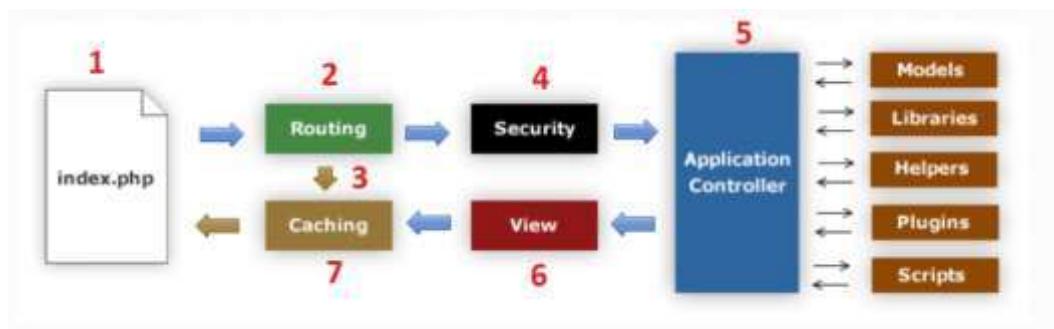 1
2
4
5
index.php
Routing
3
Security
Application
Controller
Models
Libraries
Helpers
Plugins
Scripts
Caching
7
View
6